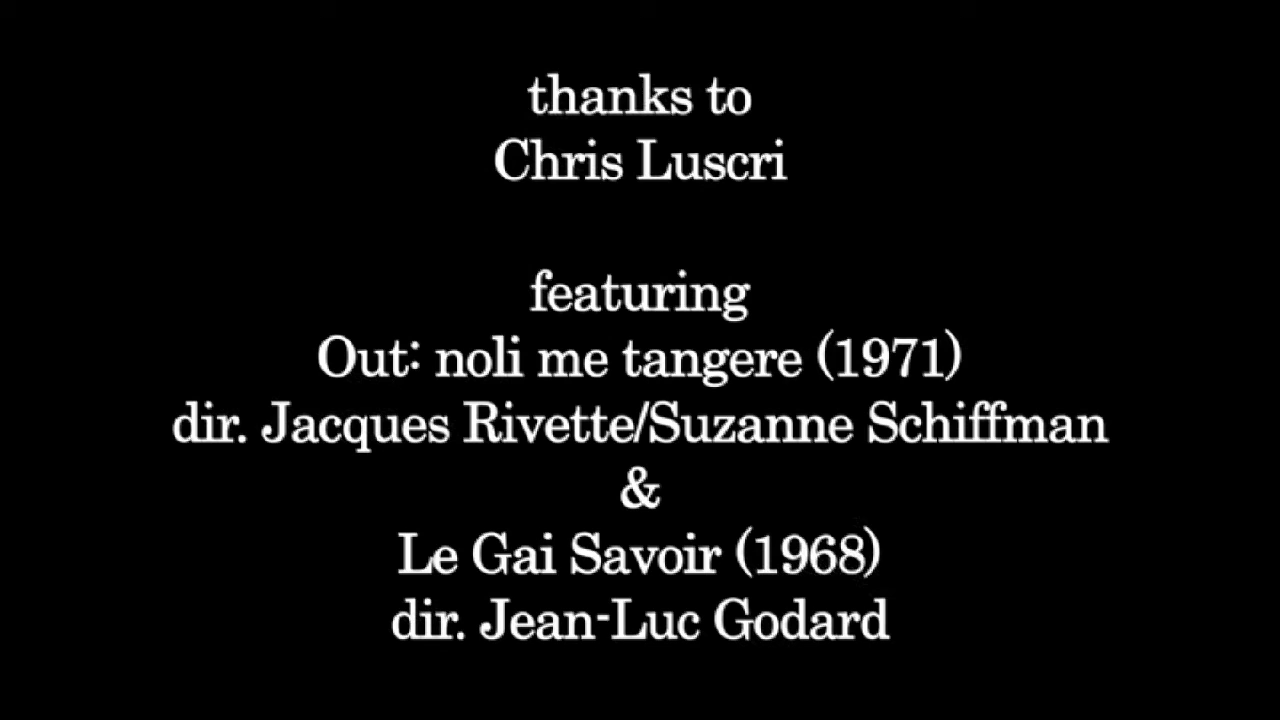 thanks to
Chris Luscri
featuring
Out: noli me tangere (1971)
dir. Jacques Rivette/Suzanne Schiffman
&
Le Gai Savoir (1968)
dir. Jean-Luc Godard